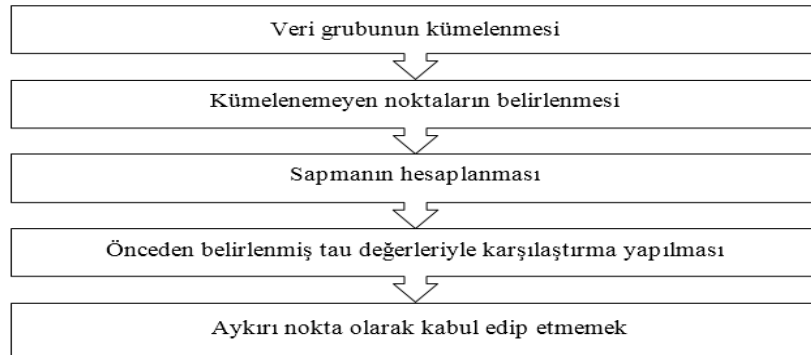 Veri grubunun kümelenmesi
Kümelenemeyen noktaların belirlenmesi
Sapmanın hesaplanması
Önceden belirlenmiş tau değerleriyle karşılaştırma yapılması
Aykırı nokta olarak kabul edip etmemek